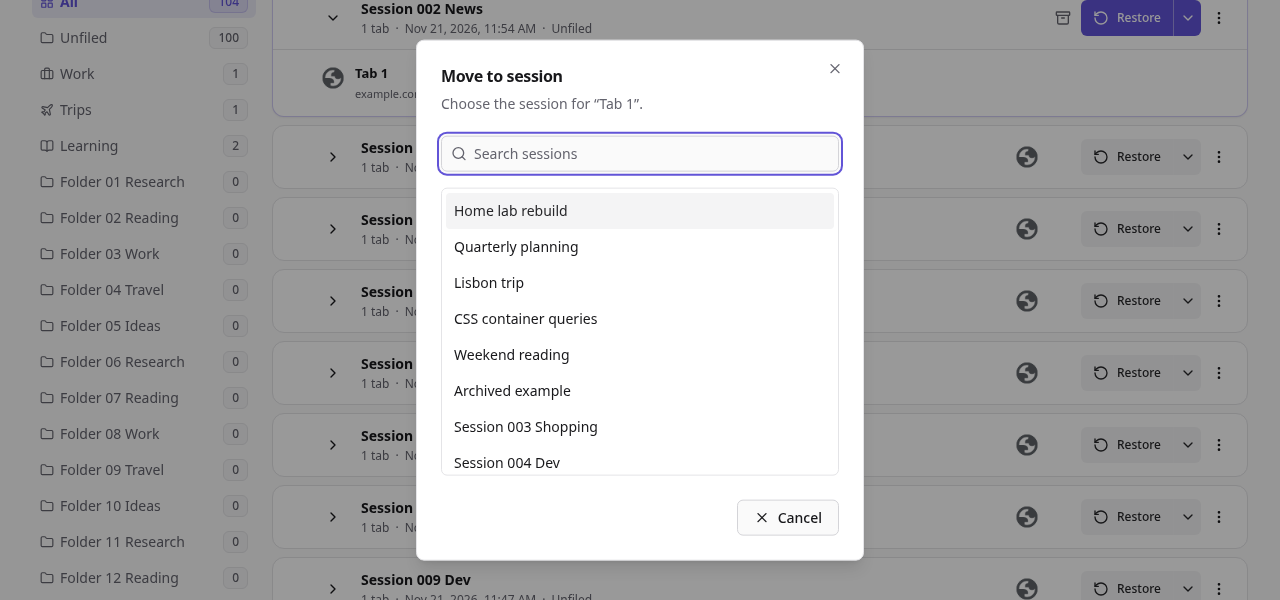 All 104
Unfiled 100
Work 1
Trips 1
Learning 2
Folder 01 Research 0
Folder 02 Reading 0
Folder 03 Work 0
Folder 04 Travel 0
Folder 05 Ideas 0
Folder 06 Research 0
Folder 07 Reading 0
Folder 08 Work 0
Folder 09 Travel 0
Folder 10 Ideas 0
Folder 11 Research 0
Folder 12 Reading 0
Session 002 News
1 tab · Nov 21, 2026, 11:54 AM · Unfiled
Restore
Tab 1
Session
1 tab ·
Restore
Session
1 tab ·
Restore
Session
1 tab ·
Restore
Session
1 tab ·
Restore
Session
1 tab ·
Restore
Session
1 tab ·
Restore
Session 009 Dev
1 tab · Nov 21, 2026, 11:47 AM · Unfiled
Restore
Move to session
Choose the session for “Tab 1”.
Search sessions
Home lab rebuild
Quarterly planning
Lisbon trip
CSS container queries
Weekend reading
Archived example
Session 003 Shopping
Session 004 Dev
Cancel